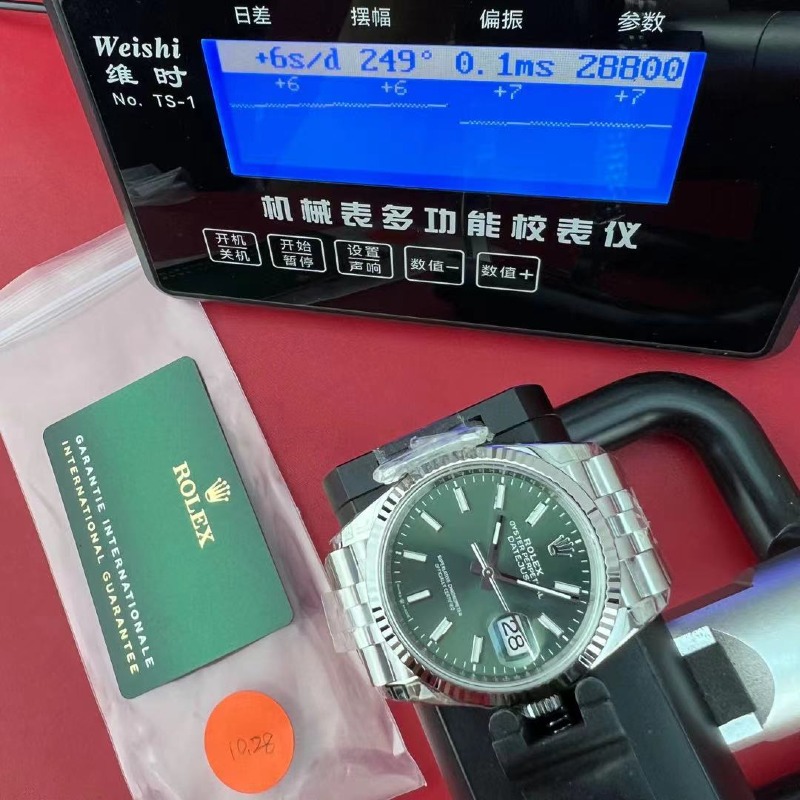 日差 摆幅 偏振 参数
Weishi
维时
No. TS-1
+6s/d 249° 0.1ms 28800
+6 +6 +7 +7
机械表多功能校表仪
开机
关机
开始
暂停
设置
声响
数值－
数值＋
ROLEX
GARANTIE INTERNATIONALE
INTERNATIONAL GUARANTEE
10.28
ROLEX
OYSTER PERPETUAL
DATEJUST
SUPERLATIVE CHRONOMETER
OFFICIALLY CERTIFIED
28